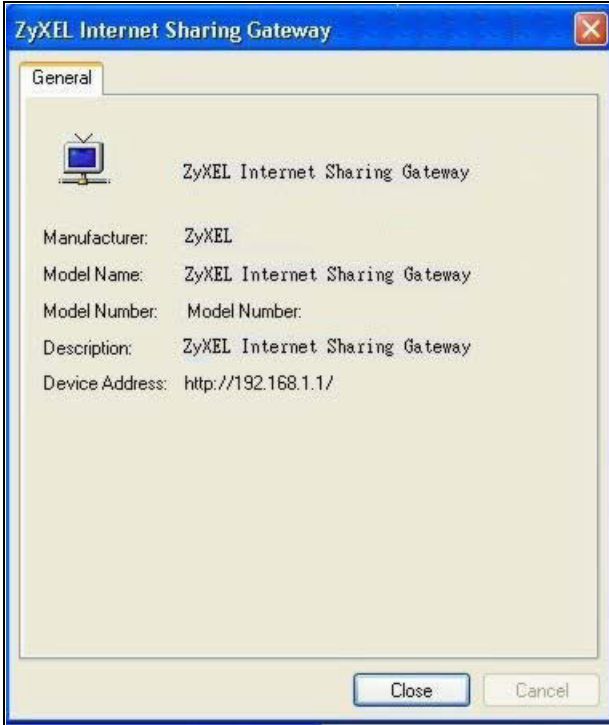 ZyXEL Internet Sharing Gateway
General
ZyXEL Internet Sharing Gateway
Manufacturer: ZyXEL
Model Name: ZyXEL Internet Sharing Gateway
Model Number: Model Number:
Description: ZyXEL Internet Sharing Gateway
Device Address: http://192.168.1.1/
Close Cancel